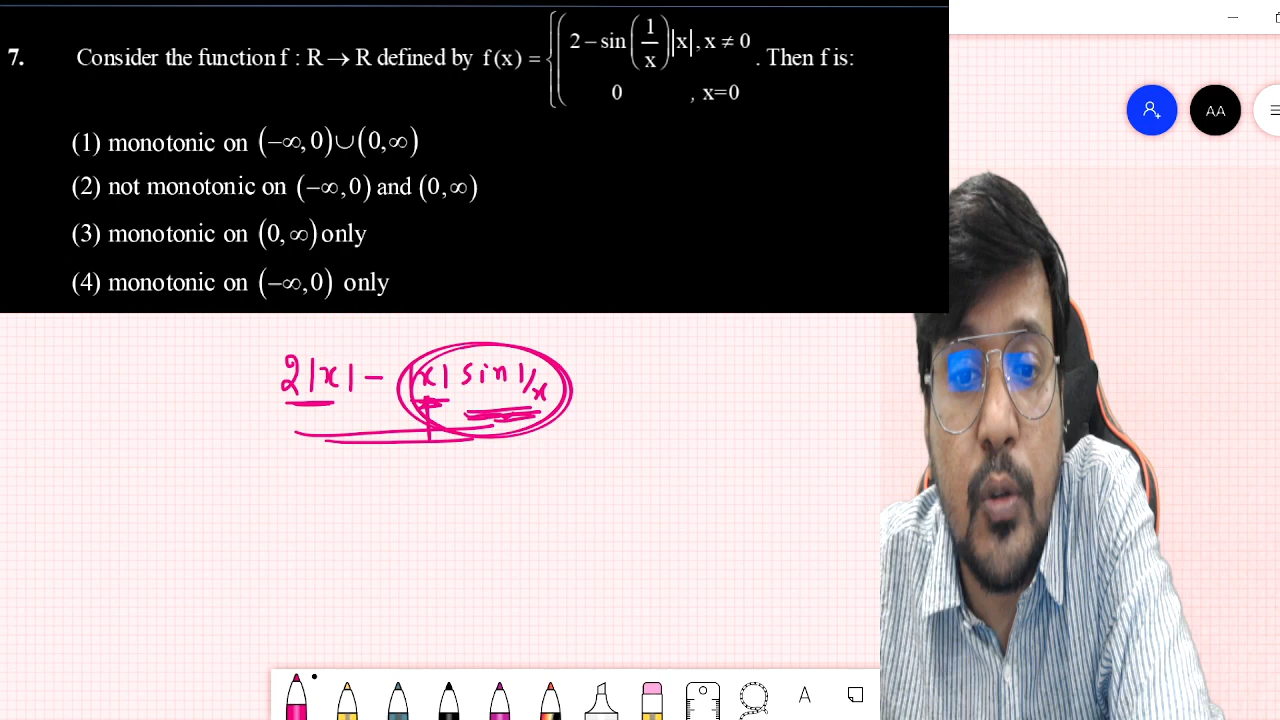 7. Consider the function f : R → R defined by f(x) = { ( 2 − sin(1/x)|x| , x ≠ 0
0 , x=0 . Then f is:
(1) monotonic on (−∞, 0)∪(0, ∞)
(2) not monotonic on (−∞, 0) and (0, ∞)
(3) monotonic on (0, ∞) only
(4) monotonic on (−∞, 0) only
AA
2|x| − |x| sin 1/x
A